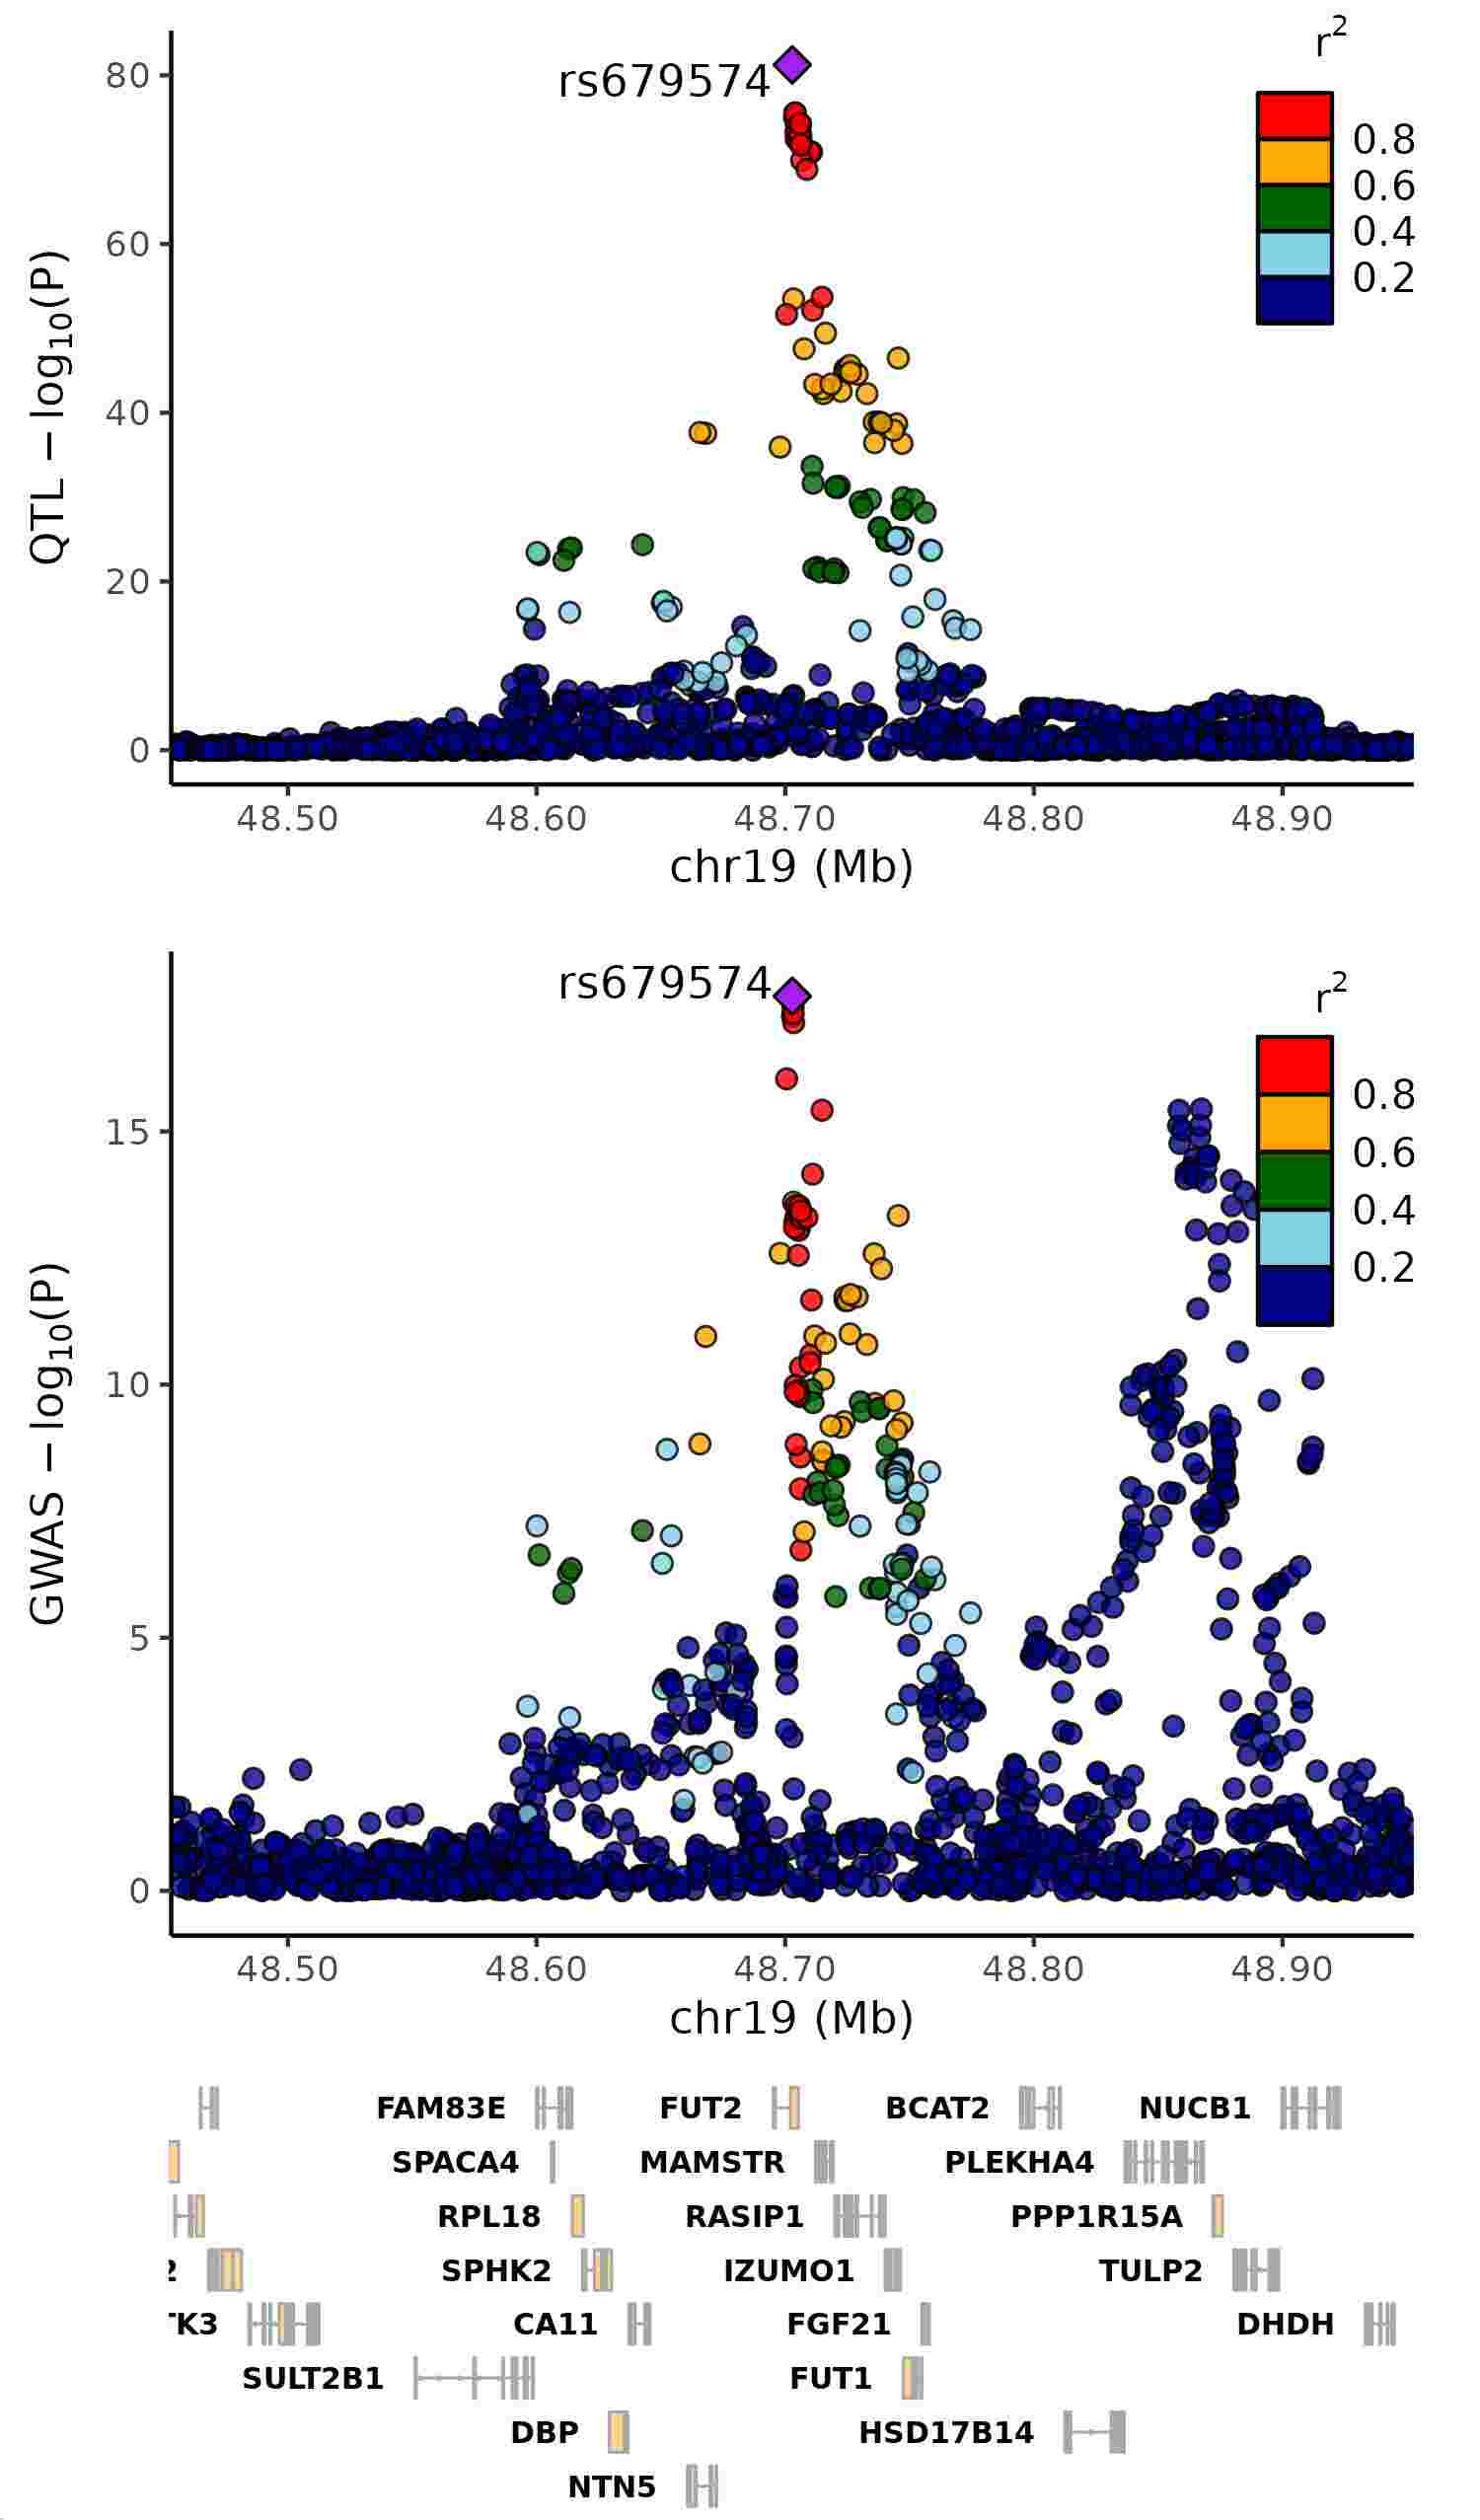 r2
rs679574
80
60
40
20
0
0.8
0.6
0.4
0.2
QTL −log10(P)
48.50 48.60 48.70 48.80 48.90
chr19 (Mb)
r2
rs679574
15
10
5
0
0.8
0.6
0.4
0.2
GWAS −log10(P)
48.50 48.60 48.70 48.80 48.90
chr19 (Mb)
FAM83E FUT2 BCAT2 NUCB1
SPACA4 MAMSTR PLEKHA4
RPL18 RASIP1 PPP1R15A
2 SPHK2 IZUMO1 TULP2
TK3 CA11 FGF21 DHDH
SULT2B1 FUT1
DBP HSD17B14
NTN5